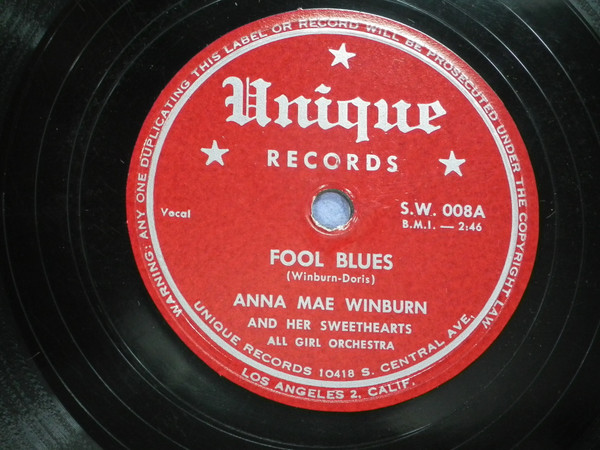 WARNING: ANY ONE DUPLICATING THIS LABEL OR RECORD WILL BE PROSECUTED UNDER THE COPYRIGHT LAW
Unique
RECORDS
Vocal
S.W. 008A
B.M.I. — 2:46
FOOL BLUES
(Winburn-Doris)
ANNA MAE WINBURN
AND HER SWEETHEARTS
ALL GIRL ORCHESTRA
UNIQUE RECORDS 10418 S. CENTRAL AVE.
LOS ANGELES 2, CALIF.